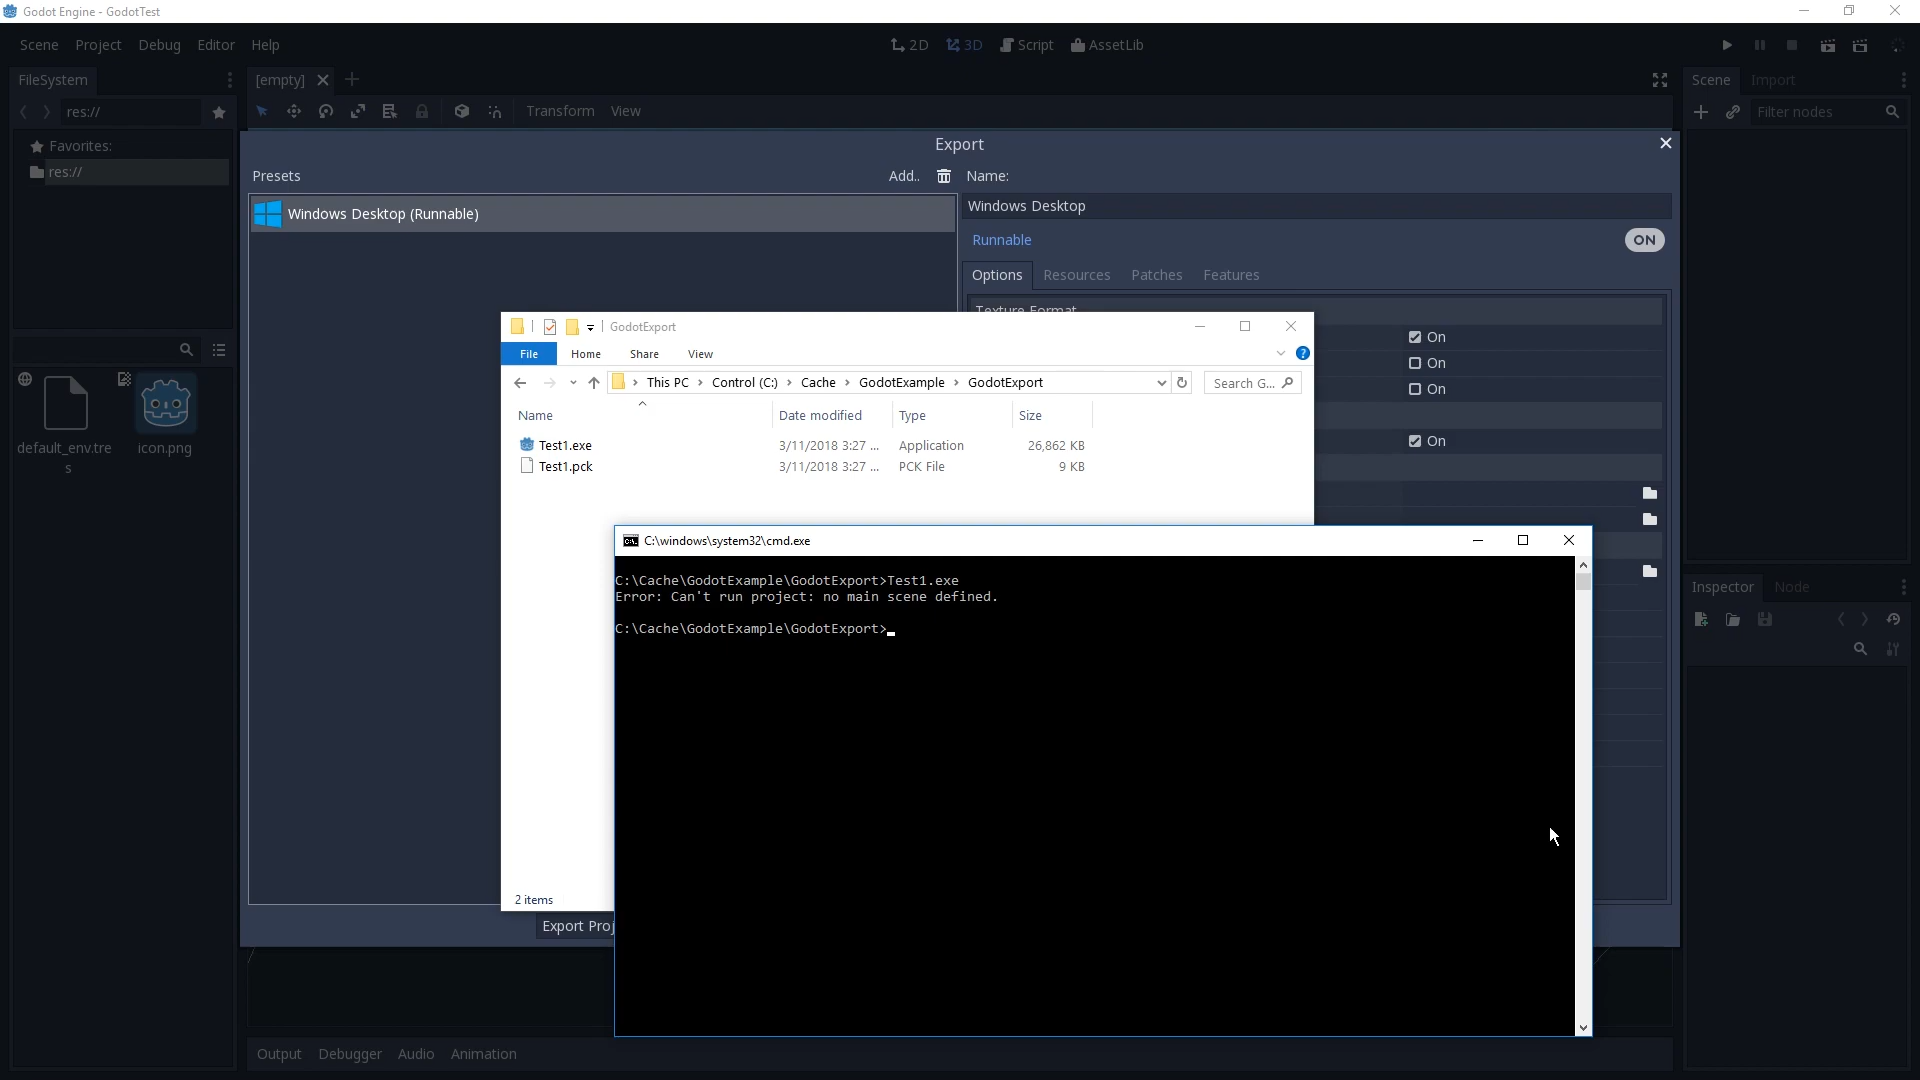 Godot Engine - GodotTest
Scene Project Debug Editor Help
2D 3D Script AssetLib
FileSystem
[empty]
Scene Import
res://
Transform View
Filter nodes
Favorites:
res://
Export
Presets
Add..
Name:
Windows Desktop (Runnable)
Windows Desktop
Runnable
ON
Options Resources Patches Features
Texture Format
On
On
On
On
default_env.tre
s
icon.png
GodotExport
File Home Share View
This PC Control (C:) Cache GodotExample GodotExport
Search G...
Name Date modified Type Size
Test1.exe 3/11/2018 3:27 ... Application 26,862 KB
Test1.pck 3/11/2018 3:27 ... PCK File 9 KB
2 items
Export Proj
C:\windows\system32\cmd.exe
C:\Cache\GodotExample\GodotExport>Test1.exe
Error: Can't run project: no main scene defined.
C:\Cache\GodotExample\GodotExport>
Inspector Node
Output Debugger Audio Animation